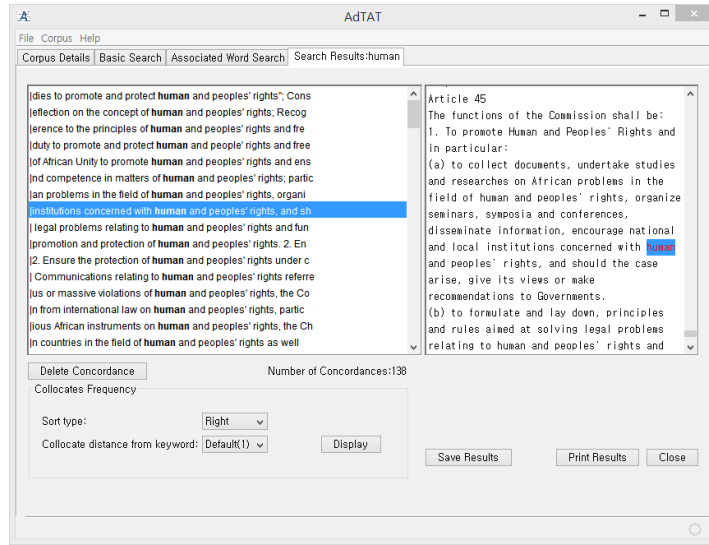 AdTAT
File Corpus Help
Corpus Details Basic Search Associated Word Search Search Results:human
|dies to promote and protect human and peoples' rights"; Cons
|eflection on the concept of human and peoples' rights; Recog
|erence to the principles of human and peoples' rights and fre
|duty to promote and protect human and people' rights and free
|of African Unity to promote human and peoples' rights and ens
|nd competence in matters of human and peoples' rights; partic
|an problems in the field of human and peoples' rights, organi
|institutions concerned with human and peoples' rights, and sh
| legal problems relating to human and peoples' rights and fun
|promotion and protection of human and peoples' rights. 2. En
|2. Ensure the protection of human and peoples' rights under c
| Communications relating to human and peoples' rights referre
|us or massive violations of human and peoples' rights, the Co
|n from international law on human and peoples' rights, partic
|ious African instruments on human and peoples' rights, the Ch
|n countries in the field of human and peoples' rights as well
Article 45
The functions of the Commission shall be:
1. To promote Human and Peoples' Rights and
in particular:
(a) to collect documents, undertake studies
and researches on African problems in the
field of human and peoples' rights, organize
seminars, symposia and conferences,
disseminate information, encourage national
and local institutions concerned with human
and peoples' rights, and should the case
arise, give its views or make
recommendations to Governments.
(b) to formulate and lay down, principles
and rules aimed at solving legal problems
relating to human and peoples' rights and
Delete Concordance Number of Concordances:138
Collocates Frequency
Sort type: Right
Collocate distance from keyword: Default(1) Display
Save Results Print Results Close